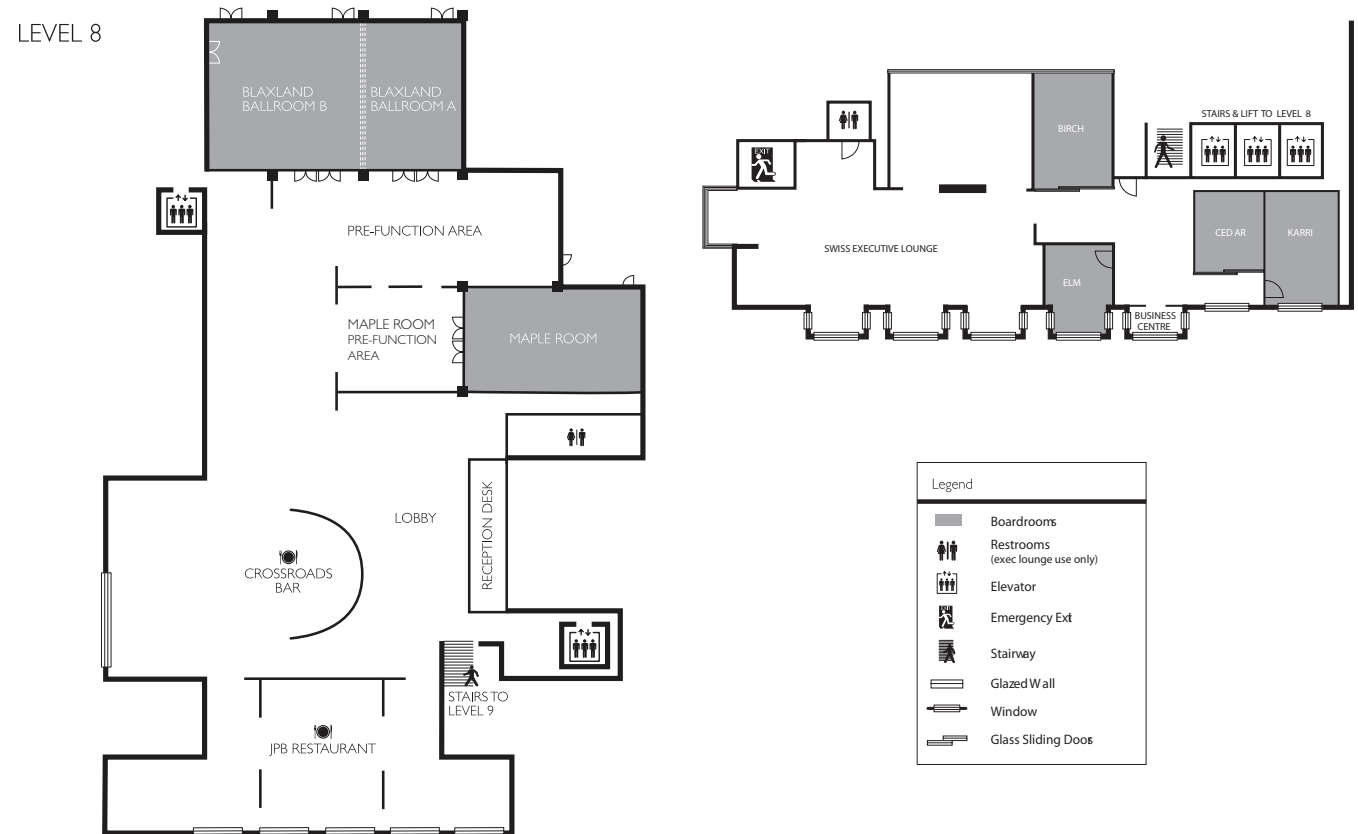 LEVEL 8
BLAXLAND
BALLROOM B
BLAXLAND
BALLROOM A
PRE-FUNCTION AREA
MAPLE ROOM
PRE-FUNCTION
AREA
MAPLE ROOM
LOBBY
RECEPTION DESK
CROSSROADS
BAR
STAIRS TO
LEVEL 9
JPB RESTAURANT
STAIRS & LIFT TO LEVEL 8
BIRCH
EXIT
SWISS EXECUTIVE LOUNGE
CED AR
KARRI
ELM
BUSINESS
CENTRE
Legend
Boardrooms
Restrooms
(exec lounge use only)
Elevator
EXIT
Emergency Ext
Stairway
Glazed Wall
Window
Glass Sliding Doors